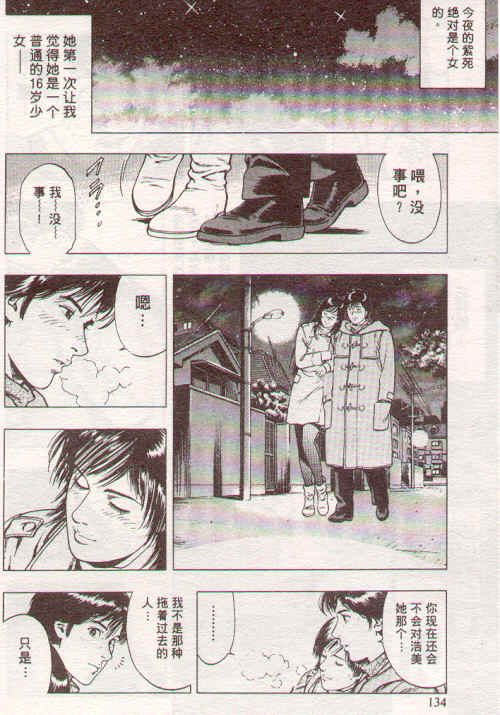 今夜的紫苑
绝对是个女
的。
她第一次让我
觉得她是一个
普通的16岁少
女——
喂，没
事吧？
我……没……
事……！
嗯…
你现在还会
不会对浩美
她那个…
………
我不是那种
拖着过去的
人…
只是…
134